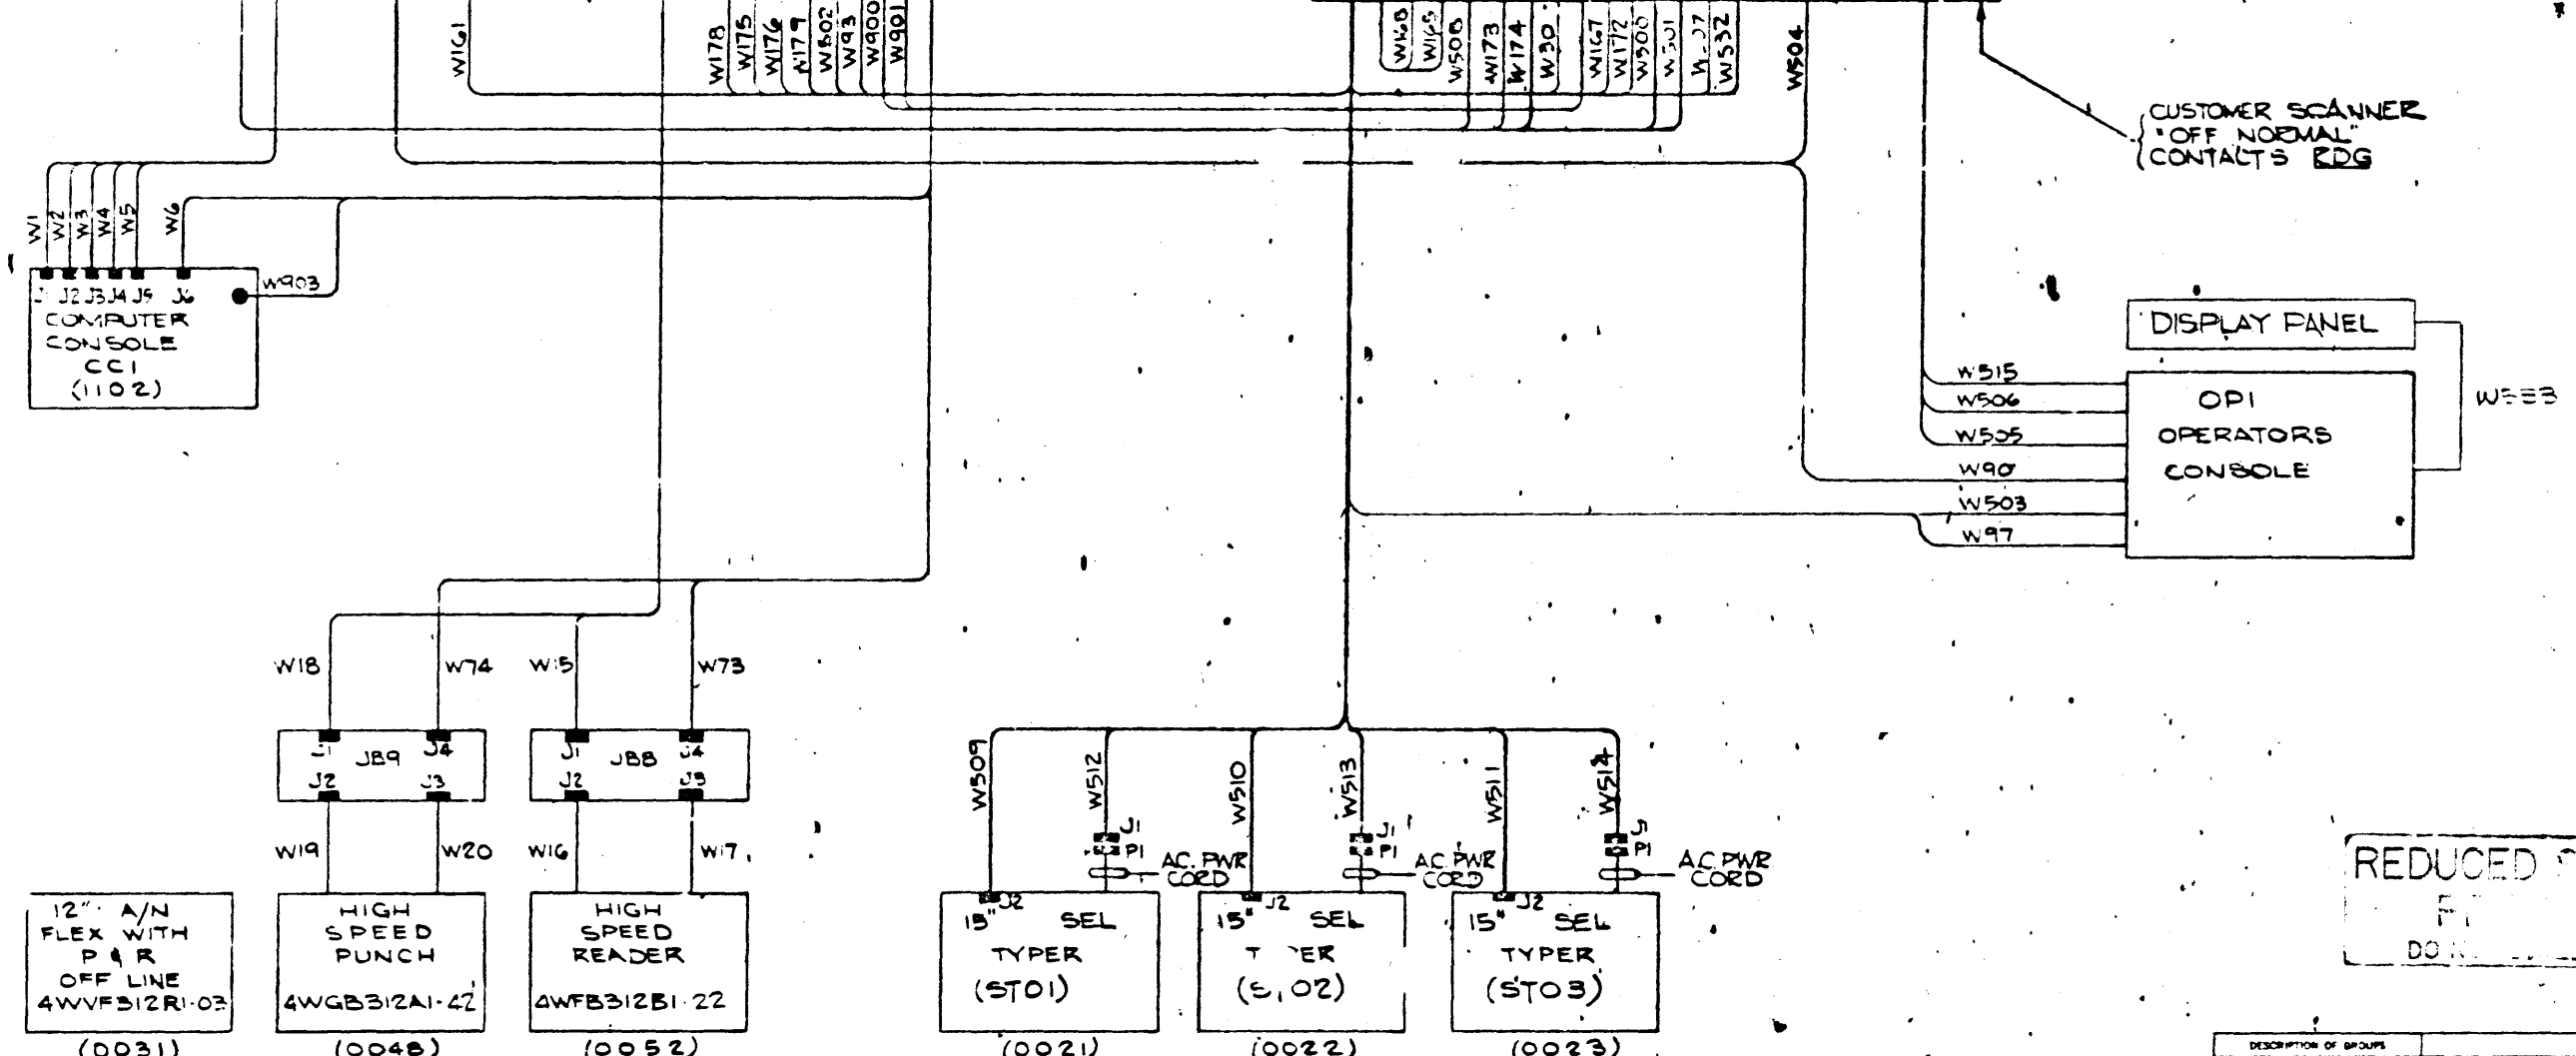 W161
W178
W175
W176
W179
W502
W93
W900
W901
W168
W165
W508
W173
W174
W30
W167
W172
W500
W501
W532
W504
CUSTOMER SCANNER
"OFF NORMAL"
CONTACTS RDG
W1
W2
W3
W4
W5
W6
J2 J3 J4 J5 J6
W903
COMPUTER
CONSOLE
CC1
(1102)
DISPLAY PANEL
W515
W506
W505
W90
W503
W97
OP1
OPERATORS
CONSOLE
W18
W74
W15
W73
J1 J4
JB9
J2 J3
J1 J4
JB8
J2 J3
W19
W20
W16
W17
W509
W512
W510
W513
W511
W514
J1
P1
A.C. PWR
CORD
J1
P1
A.C. PWR
CORD
P1
A.C. PWR
CORD
12" A/N
FLEX WITH
P & R
OFF LINE
4WVF312R1-03
(0031)
HIGH
SPEED
PUNCH
4WGB312A1-42
(0048)
HIGH
SPEED
READER
4WFB312B1-22
(0052)
J2
15" SEL
TYPER
(ST01)
(0021)
J2
15" SEL
(0022)
J2
15" SEL
TYPER
(ST03)
(0023)
REDUCED
DO
DESCRIPTION OF GROUPS